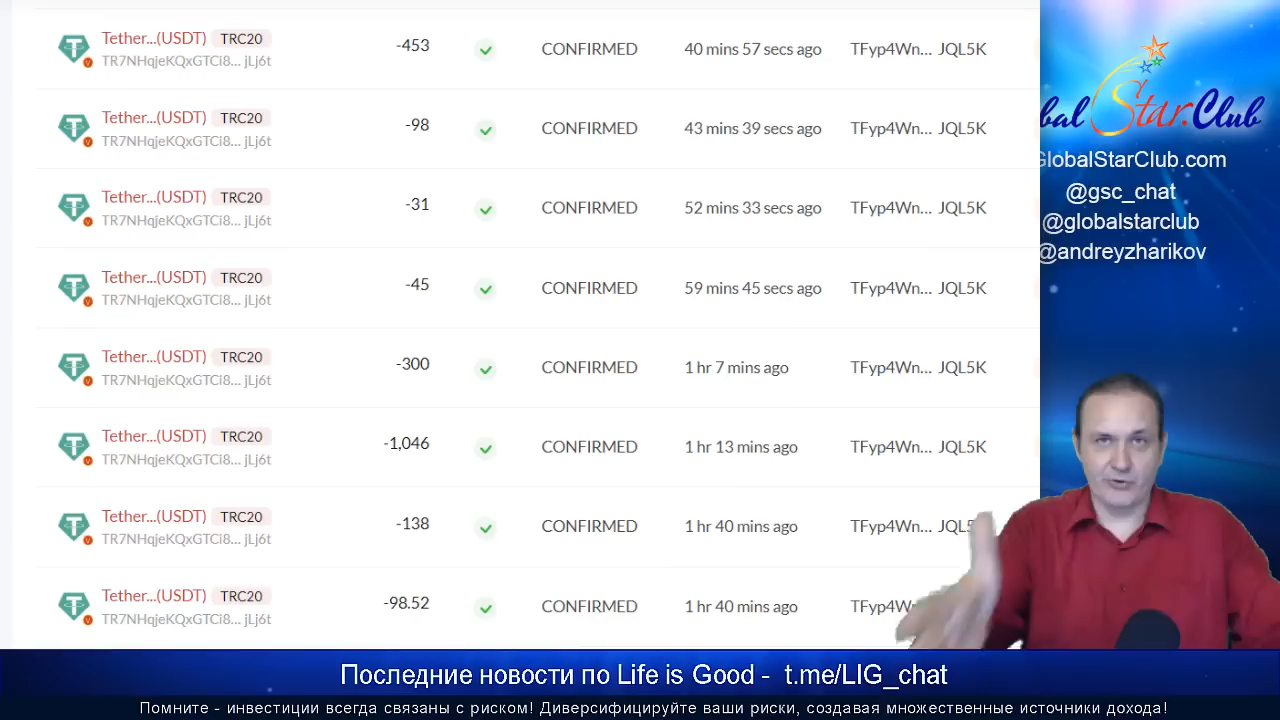 Tether...(USDT) TRC20 -453 CONFIRMED 40 mins 57 secs ago TFyp4Wn... JQL5K
TR7NHqjeKQxGTCi8... jLj6t
Tether...(USDT) TRC20 -98 CONFIRMED 43 mins 39 secs ago TFyp4Wn... JQL5K
TR7NHqjeKQxGTCi8... jLj6t
Tether...(USDT) TRC20 -31 CONFIRMED 52 mins 33 secs ago TFyp4Wn... JQL5K
TR7NHqjeKQxGTCi8... jLj6t
Tether...(USDT) TRC20 -45 CONFIRMED 59 mins 45 secs ago TFyp4Wn... JQL5K
TR7NHqjeKQxGTCi8... jLj6t
Tether...(USDT) TRC20 -300 CONFIRMED 1 hr 7 mins ago TFyp4Wn... JQL5K
TR7NHqjeKQxGTCi8... jLj6t
Tether...(USDT) TRC20 -1,046 CONFIRMED 1 hr 13 mins ago TFyp4Wn... JQL5K
TR7NHqjeKQxGTCi8... jLj6t
Tether...(USDT) TRC20 -138 CONFIRMED 1 hr 40 mins ago TFyp4Wn... JQL5
TR7NHqjeKQxGTCi8... jLj6t
Tether...(USDT) TRC20 -98.52 CONFIRMED 1 hr 40 mins ago TFyp4W
TR7NHqjeKQxGTCi8... jLj6t
bal Star.Club
GlobalStarClub.com
@gsc_chat
@globalstarclub
@andreyzharikov
Последние новости по Life is Good - t.me/LIG_chat
Помните - инвестиции всегда связаны с риском! Диверсифицируйте ваши риски, создавая множественные источники дохода!